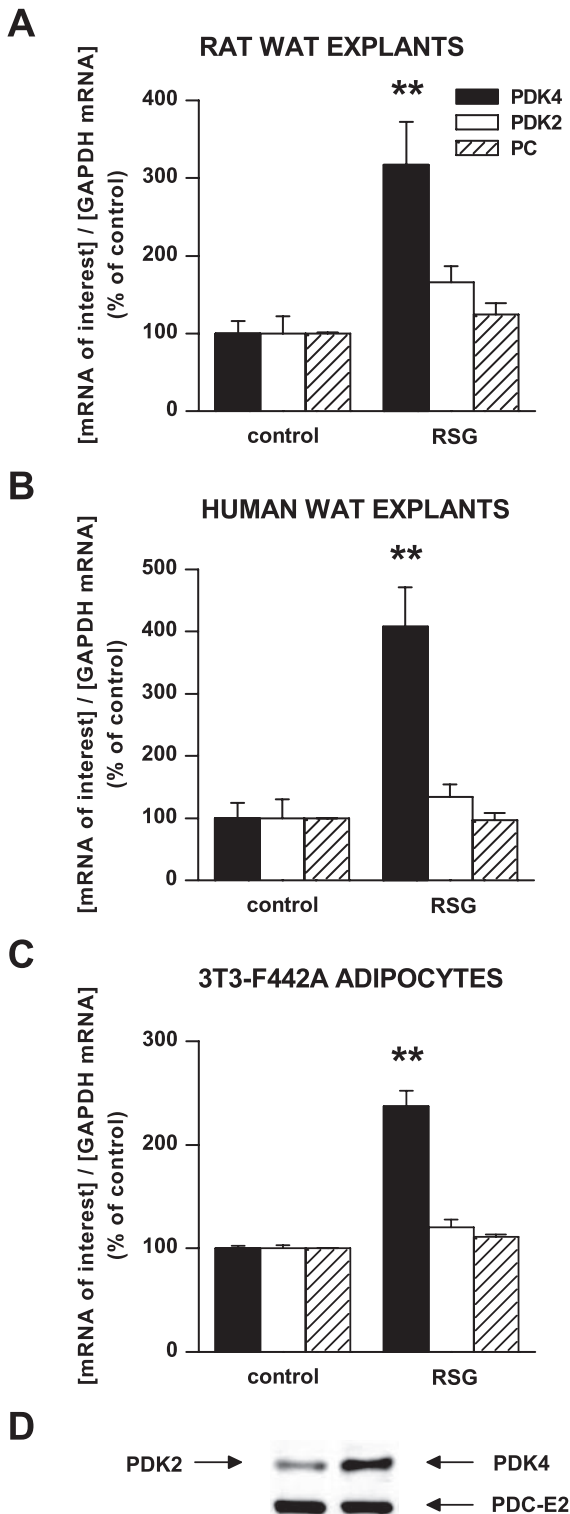 A
RAT WAT EXPLANTS
[mRNA of interest] / [GAPDH mRNA]
(% of control)
400
300
200
100
0
**
PDK4
PDK2
PC
control
RSG
B
HUMAN WAT EXPLANTS
[mRNA of interest] / [GAPDH mRNA]
(% of control)
500
400
300
200
100
0
**
control
RSG
C
3T3-F442A ADIPOCYTES
[mRNA of interest] / [GAPDH mRNA]
(% of control)
300
200
100
0
**
control
RSG
D
PDK2
PDK4
PDC-E2